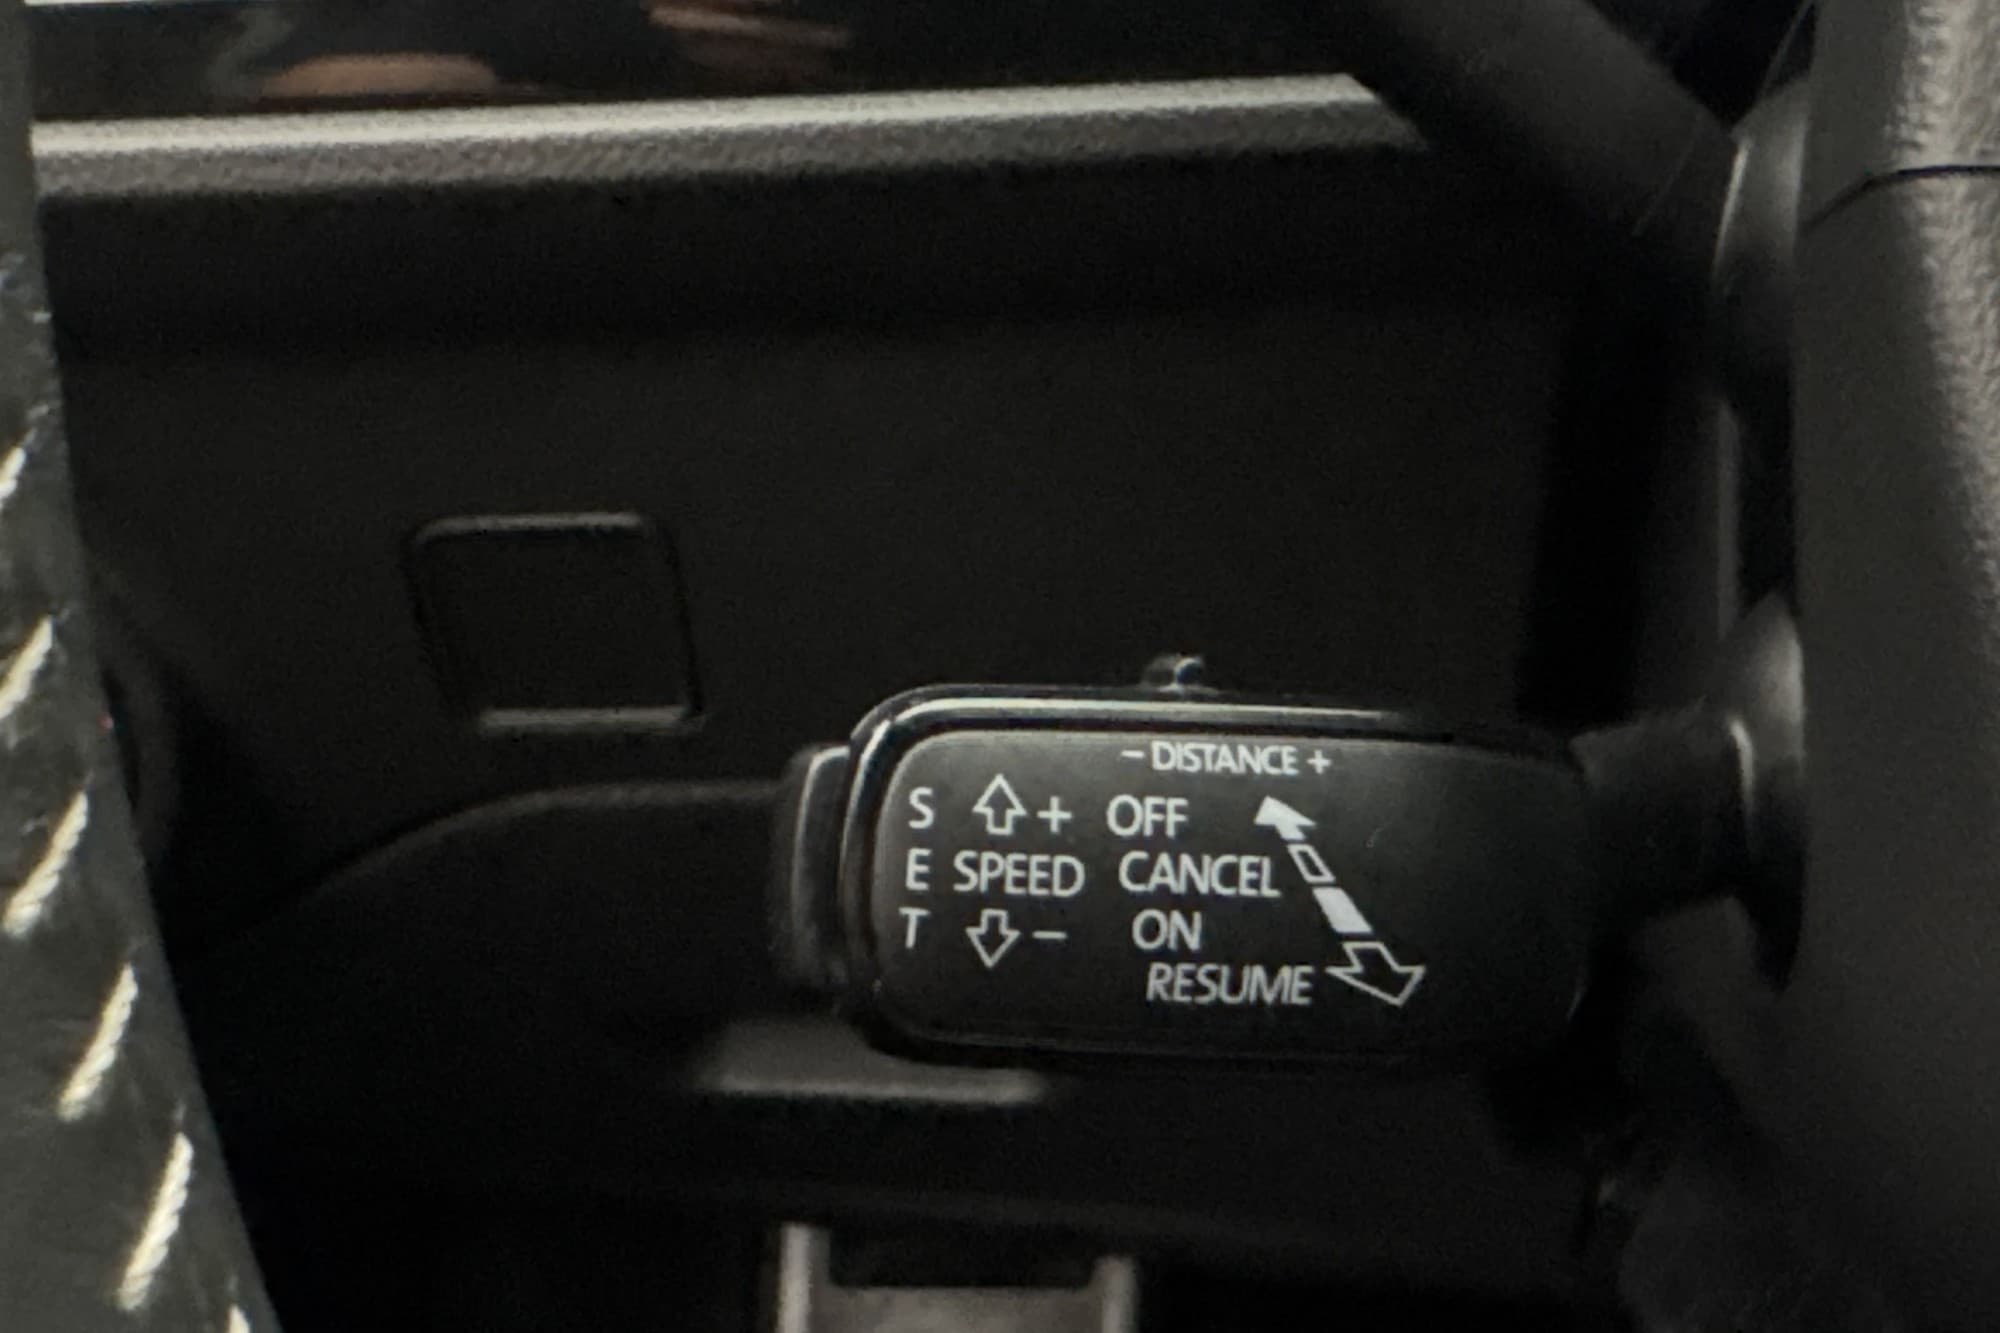 - DISTANCE +
S + OFF
E SPEED CANCEL
T - ON
RESUME